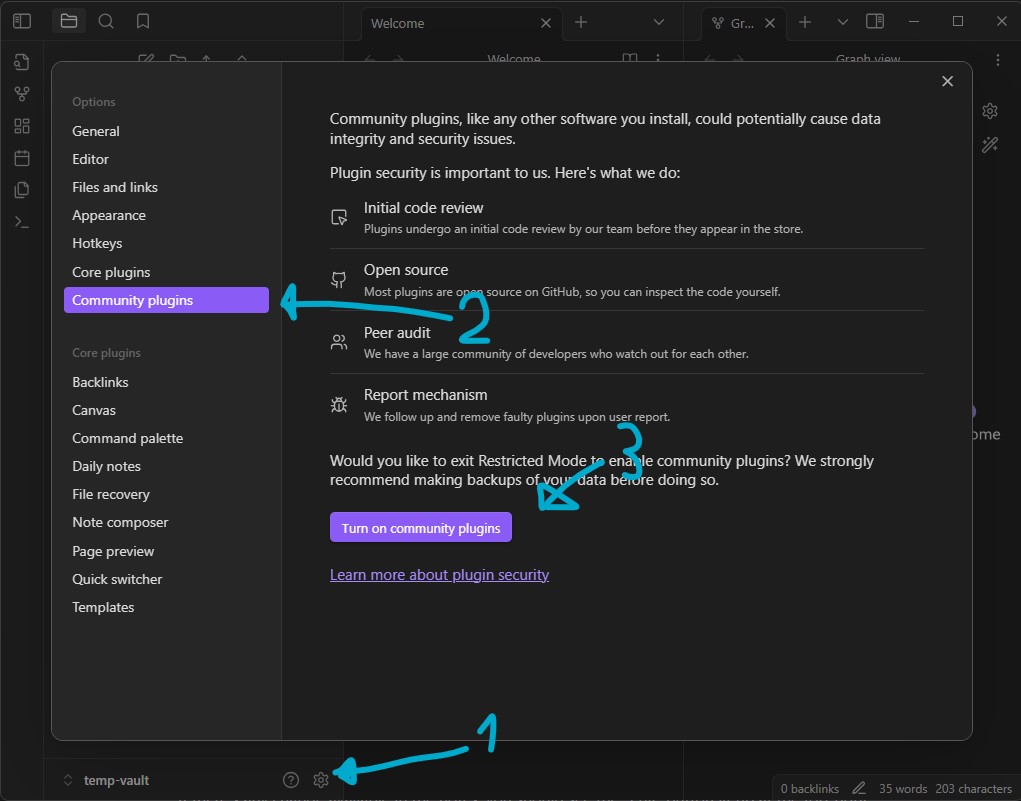 Welcome
Gr...
Welcome
Graph view
Options
General
Editor
Files and links
Appearance
Hotkeys
Core plugins
Community plugins
Core plugins
Backlinks
Canvas
Command palette
Daily notes
File recovery
Note composer
Page preview
Quick switcher
Templates
Community plugins, like any other software you install, could potentially cause data
integrity and security issues.
Plugin security is important to us. Here's what we do:
Initial code review
Plugins undergo an initial code review by our team before they appear in the store.
Open source
Most plugins are open source on GitHub, so you can inspect the code yourself.
2
Peer audit
We have a large community of developers who watch out for each other.
Report mechanism
We follow up and remove faulty plugins upon user report.
3
Would you like to exit Restricted Mode to enable community plugins? We strongly
recommend making backups of your data before doing so.
Turn on community plugins
Learn more about plugin security
ome
1
temp-vault
0 backlinks
35 words
203 characters